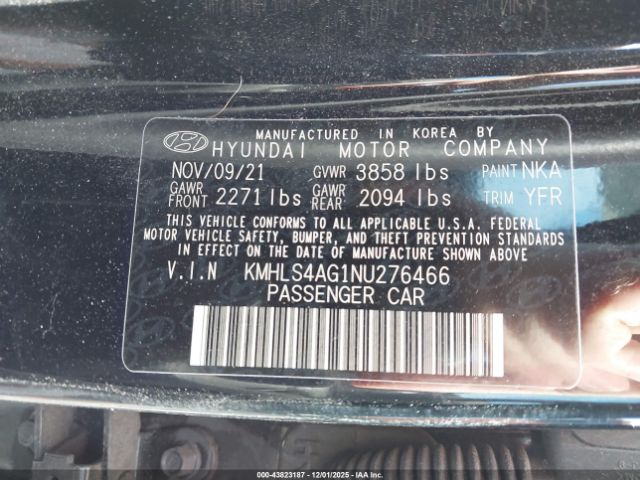 MANUFACTURED IN KOREA BY
HYUNDAI MOTOR COMPANY
NOV/09/21 GVWR 3858 lbs PAINT NKA
GAWR FRONT 2271 lbs GAWR REAR 2094 lbs TRIM YFR
THIS VEHICLE CONFORMS TO ALL APPLICABLE U.S.A. FEDERAL
MOTOR VEHICLE SAFETY, BUMPER, AND THEFT PREVENTION STANDARDS
IN EFFECT ON THE DATE OF MANUFACTURE SHOWN ABOVE.
V.I.N KMHLS4AG1NU276466
PASSENGER CAR
000-43823187 - 12/01/2025 - IAAI.COM